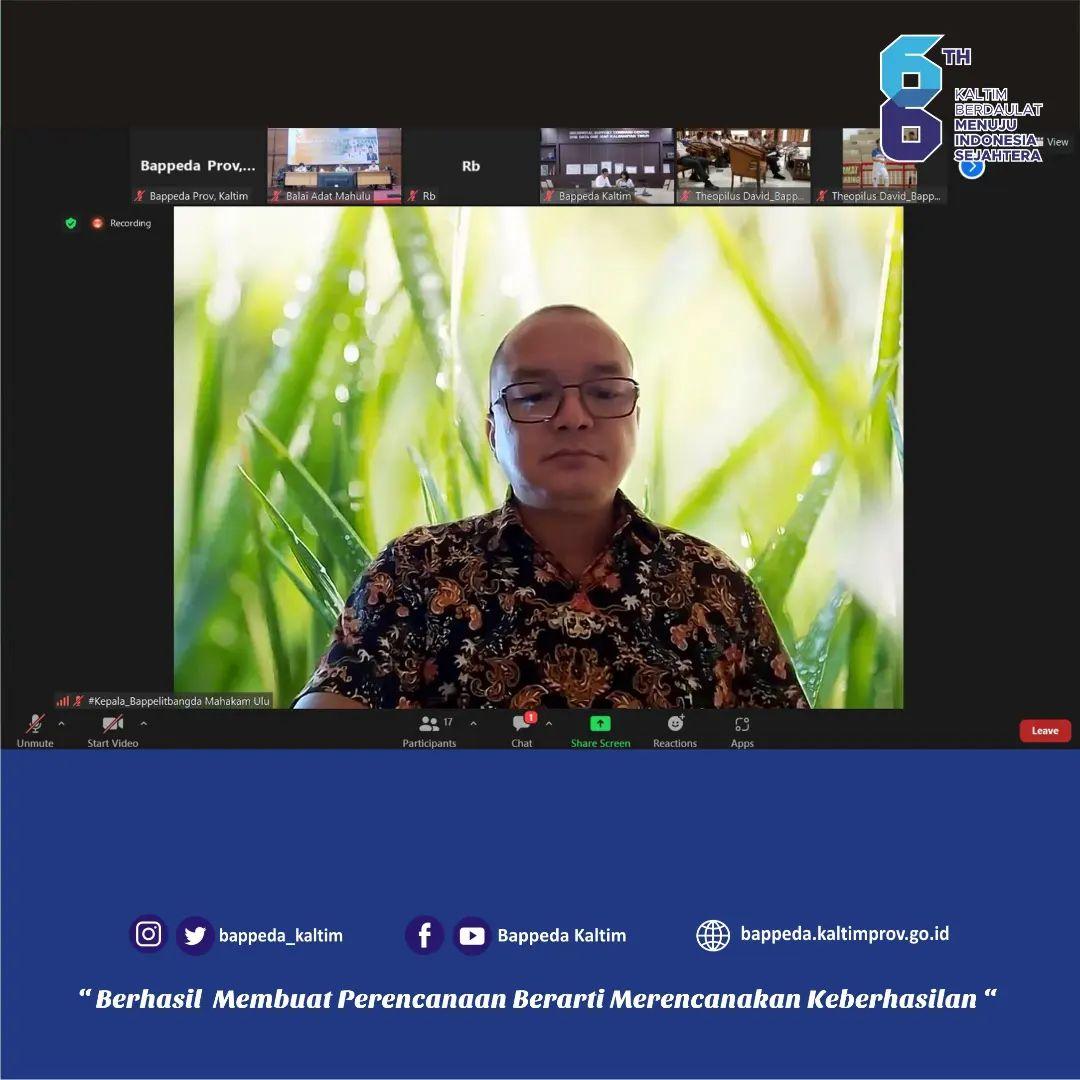 6TH
KALTIM
BERDAULAT
MENUJU
INDONESIA
SEJAHTERA
View
Bappeda Prov,...
Rb
Bappeda Prov, Kaltim
Balai Adat Mahulu
Rb
Bappeda Kaltim
Theopilus David_Bapp...
Theopilus David_Bapp...
Recording
#Kepala_Bappelitbangda Mahakam Ulu
17
1
Unmute
Start Video
Participants
Chat
Share Screen
Reactions
Apps
Leave
bappeda_kaltim
Bappeda Kaltim
bappeda.kaltimprov.go.id
“ Berhasil Membuat Perencanaan Berarti Merencanakan Keberhasilan “